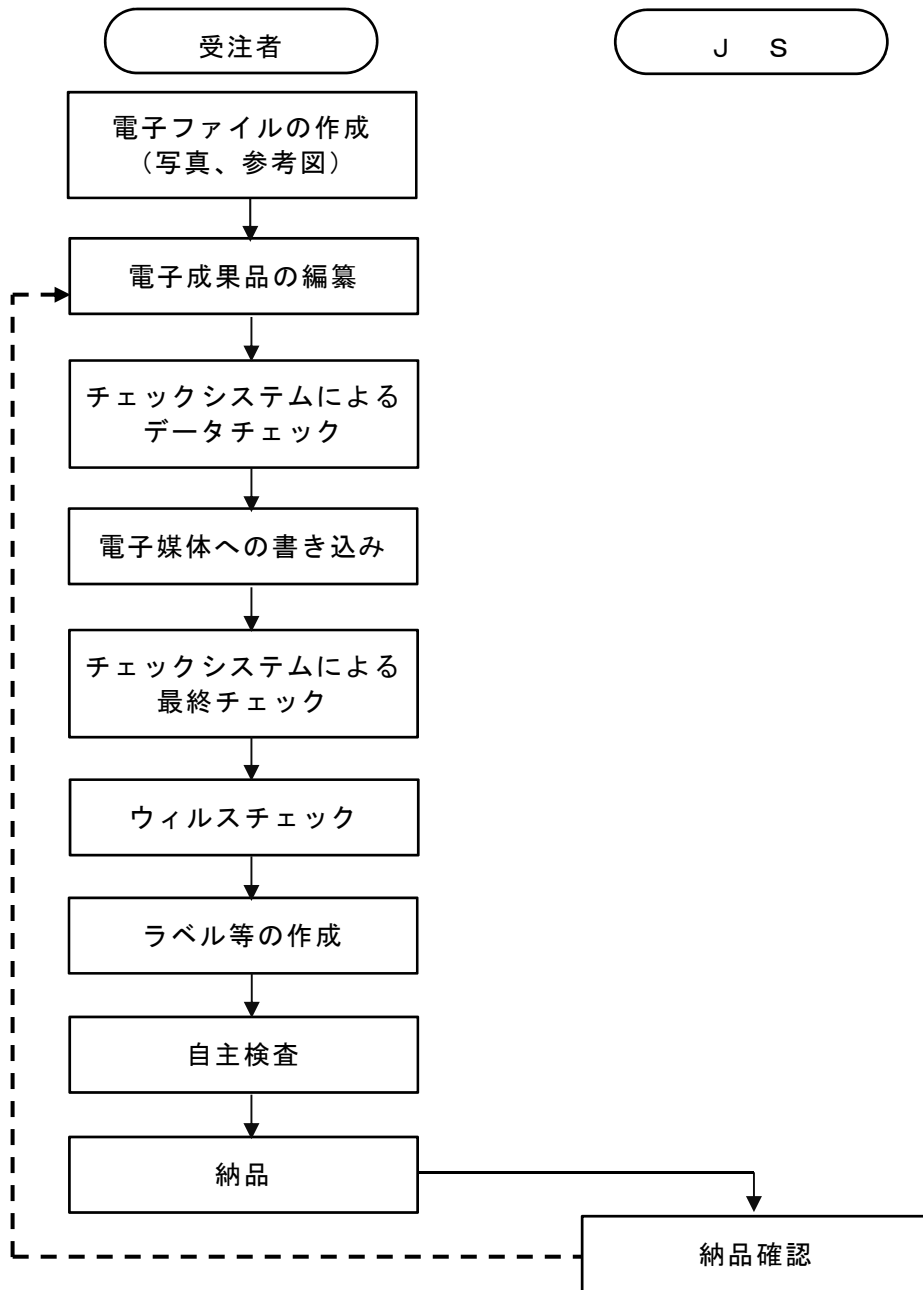 受注者
J S
電子ファイルの作成
（写真、参考図）
電子成果品の編纂
チェックシステムによる
データチェック
電子媒体への書き込み
チェックシステムによる
最終チェック
ウィルスチェック
ラベル等の作成
自主検査
納品
納品確認